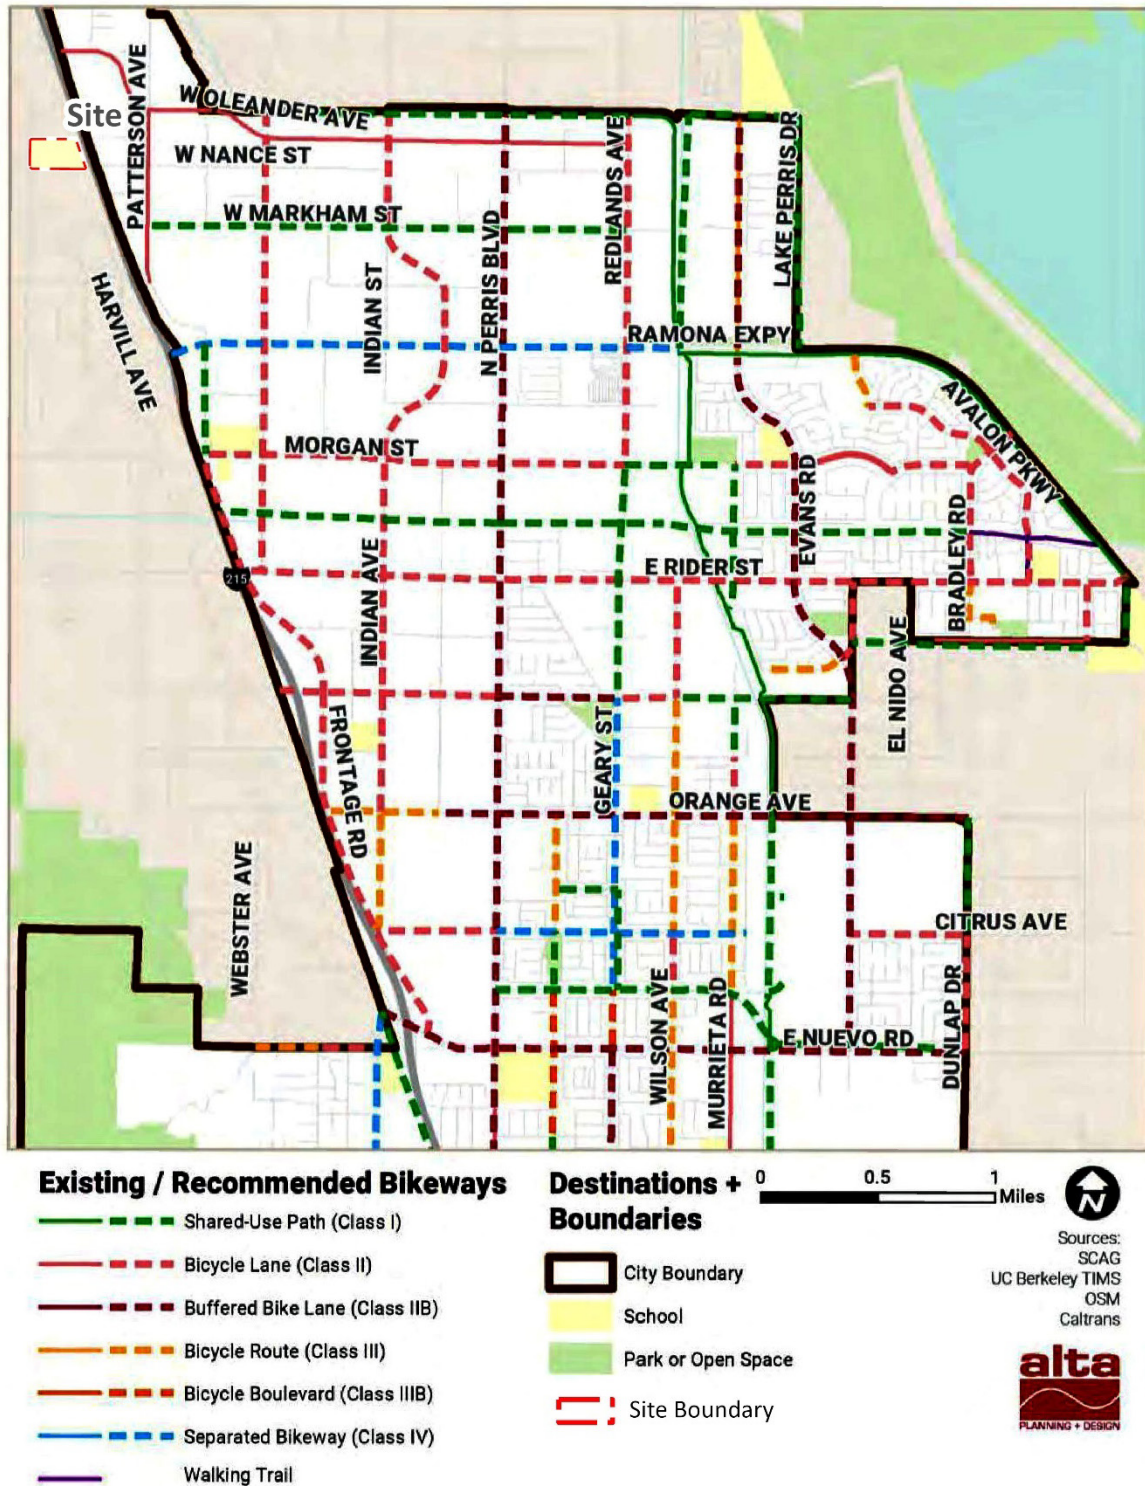 Site
PATTERSON AVE
W OLEANDER AVE
W NANCE ST
W MARKHAM ST
HARVILL AVE
INDIAN ST
N PERRIS BLVD
REDLANDS AVE
LAKE PERRIS DR
RAMONA EXPY
AVALON PKWY
MORGAN ST
EVANS RD
BRADLEY RD
215
E RIDER ST
INDIAN AVE
EL NIDO AVE
FRONTAGE RD
GEARY ST
ORANGE AVE
WEBSTER AVE
CITRUS AVE
WILSON AVE
MURRIETA RD
E NUEVO RD
DUNLAP DR
Existing / Recommended Bikeways
Shared-Use Path (Class I)
Bicycle Lane (Class II)
Buffered Bike Lane (Class IIB)
Bicycle Route (Class III)
Bicycle Boulevard (Class IIIB)
Separated Bikeway (Class IV)
Walking Trail
Destinations +
Boundaries
City Boundary
School
Park or Open Space
Site Boundary
0 0.5 1 Miles
N
Sources:
SCAG
UC Berkeley TIMS
OSM
Caltrans
alta
PLANNING + DESIGN